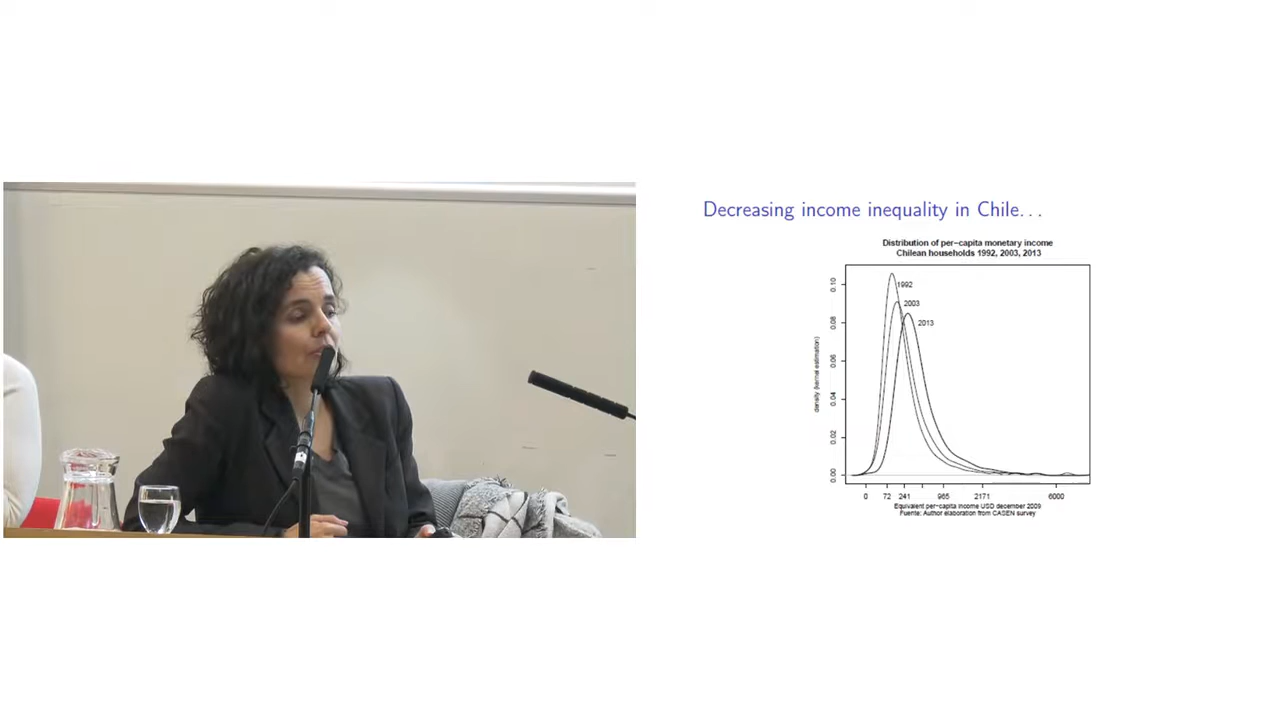 Decreasing income inequality in Chile. . .
Distribution of per−capita monetary income
Chilean households 1992, 2003, 2013
1992
2003
2013
density (kernel estimation)
0.10
0.08
0.06
0.04
0.02
0.00
0 72 241 965 2171 6000
Equivalent per−capita income USD december 2009
Fuente: Author elaboration from CASEN survey